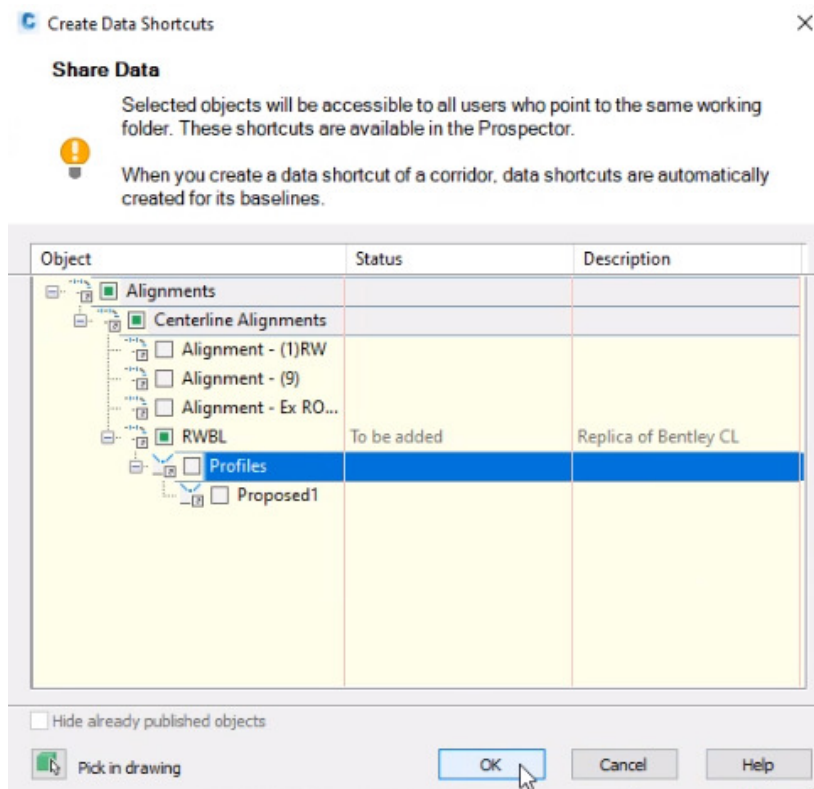 Create Data Shortcuts
Share Data
Selected objects will be accessible to all users who point to the same working
folder. These shortcuts are available in the Prospector.
When you create a data shortcut of a corridor, data shortcuts are automatically
created for its baselines.
Object Status Description
Alignments
Centerline Alignments
Alignment - (1)RW
Alignment - (9)
Alignment - Ex RO...
RWBL To be added Replica of Bentley CL
Profiles
Proposed1
Hide already published objects
Pick in drawing OK Cancel Help